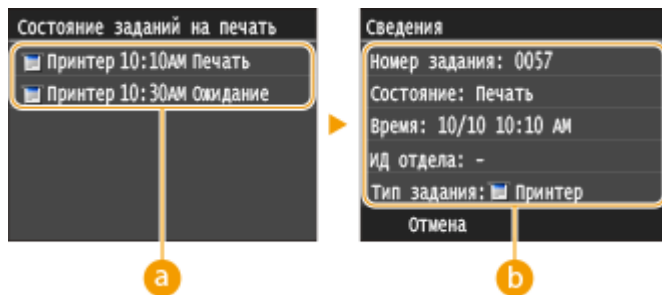 Состояние заданий на печать
Принтер 10:10AM Печать
Принтер 10:30AM Ожидание
a
Сведения
Номер задания: 0057
Состояние: Печать
Время: 10/10 10:10 AM
ИД отдела: -
Тип задания: Принтер
Отмена
b